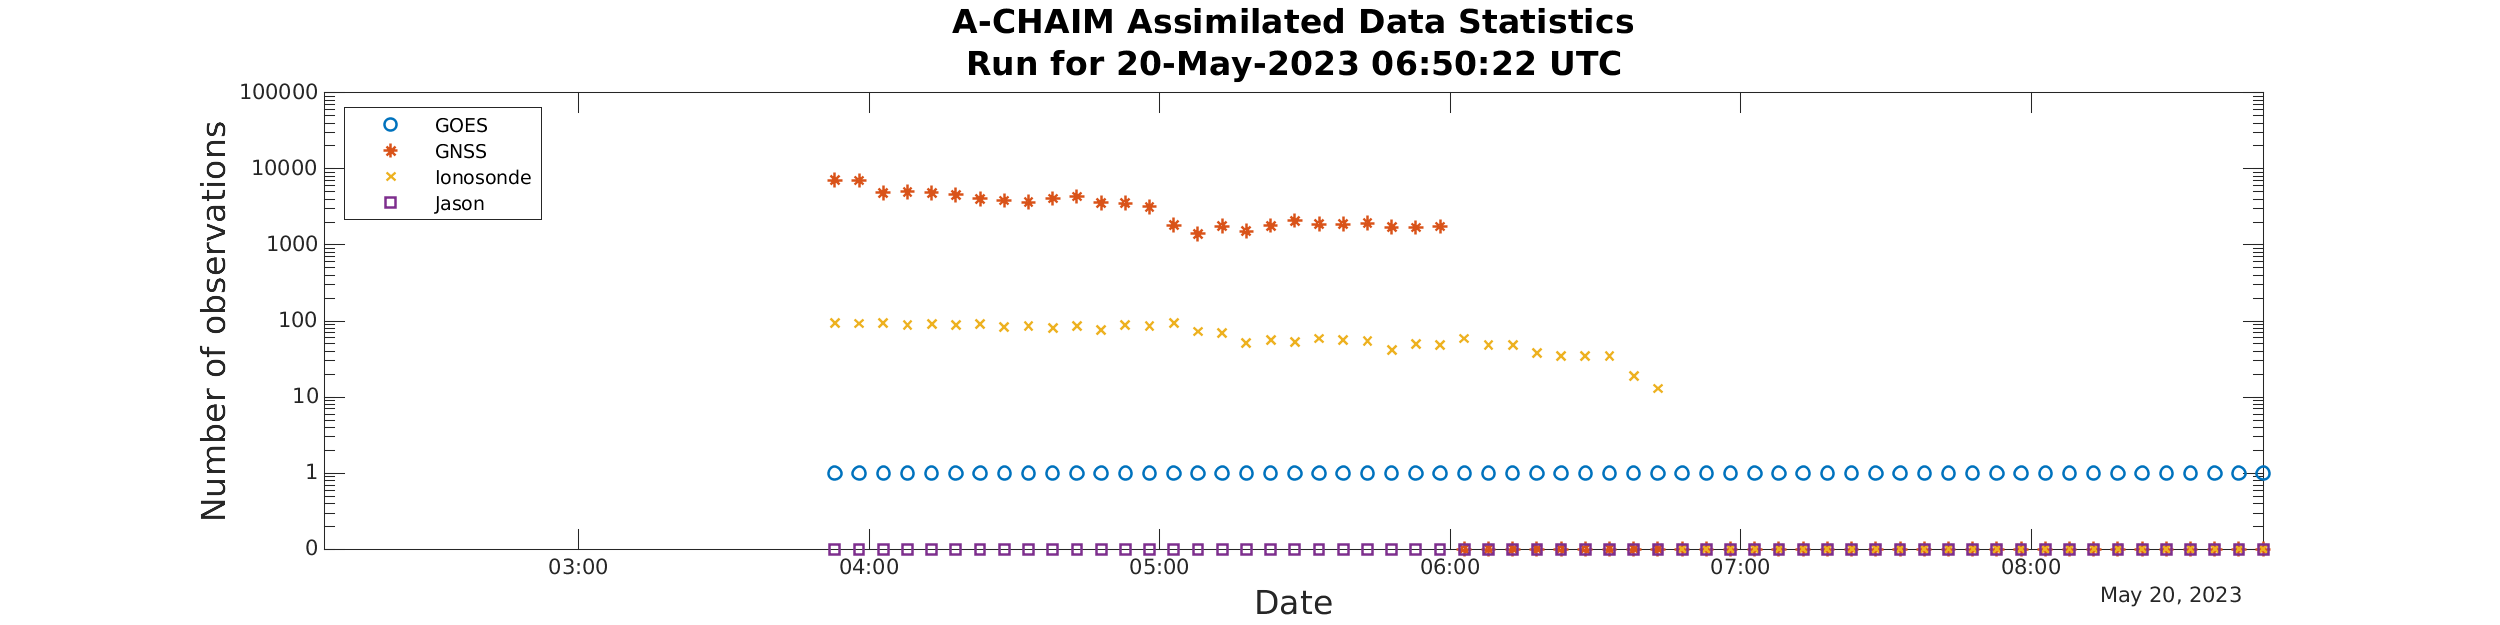 A-CHAIM Assimilated Data Statistics
Run for 20-May-2023 06:50:22 UTC
100000
10000
1000
100
10
1
0
Number of observations
GOES
GNSS
Ionosonde
Jason
03:00 04:00 05:00 06:00 07:00 08:00
May 20, 2023
Date